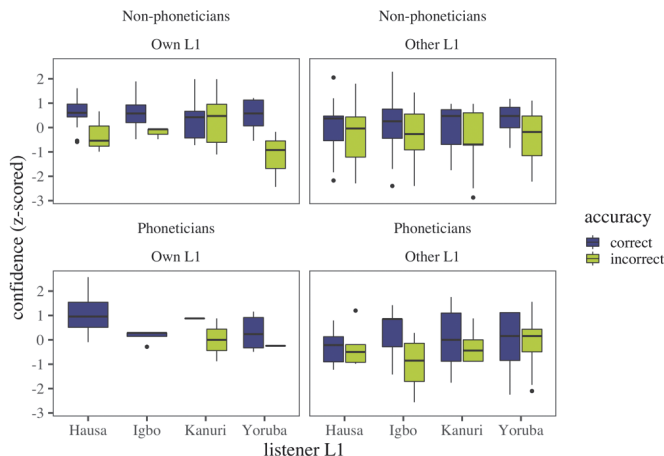 Non-phoneticians
Non-phoneticians
Own L1
Other L1
2
1
0
-1
-2
-3
Phoneticians
Phoneticians
Own L1
Other L1
2
1
0
-1
-2
-3
confidence (z-scored)
Hausa Igbo Kanuri Yoruba
Hausa Igbo Kanuri Yoruba
listener L1
accuracy
correct
incorrect